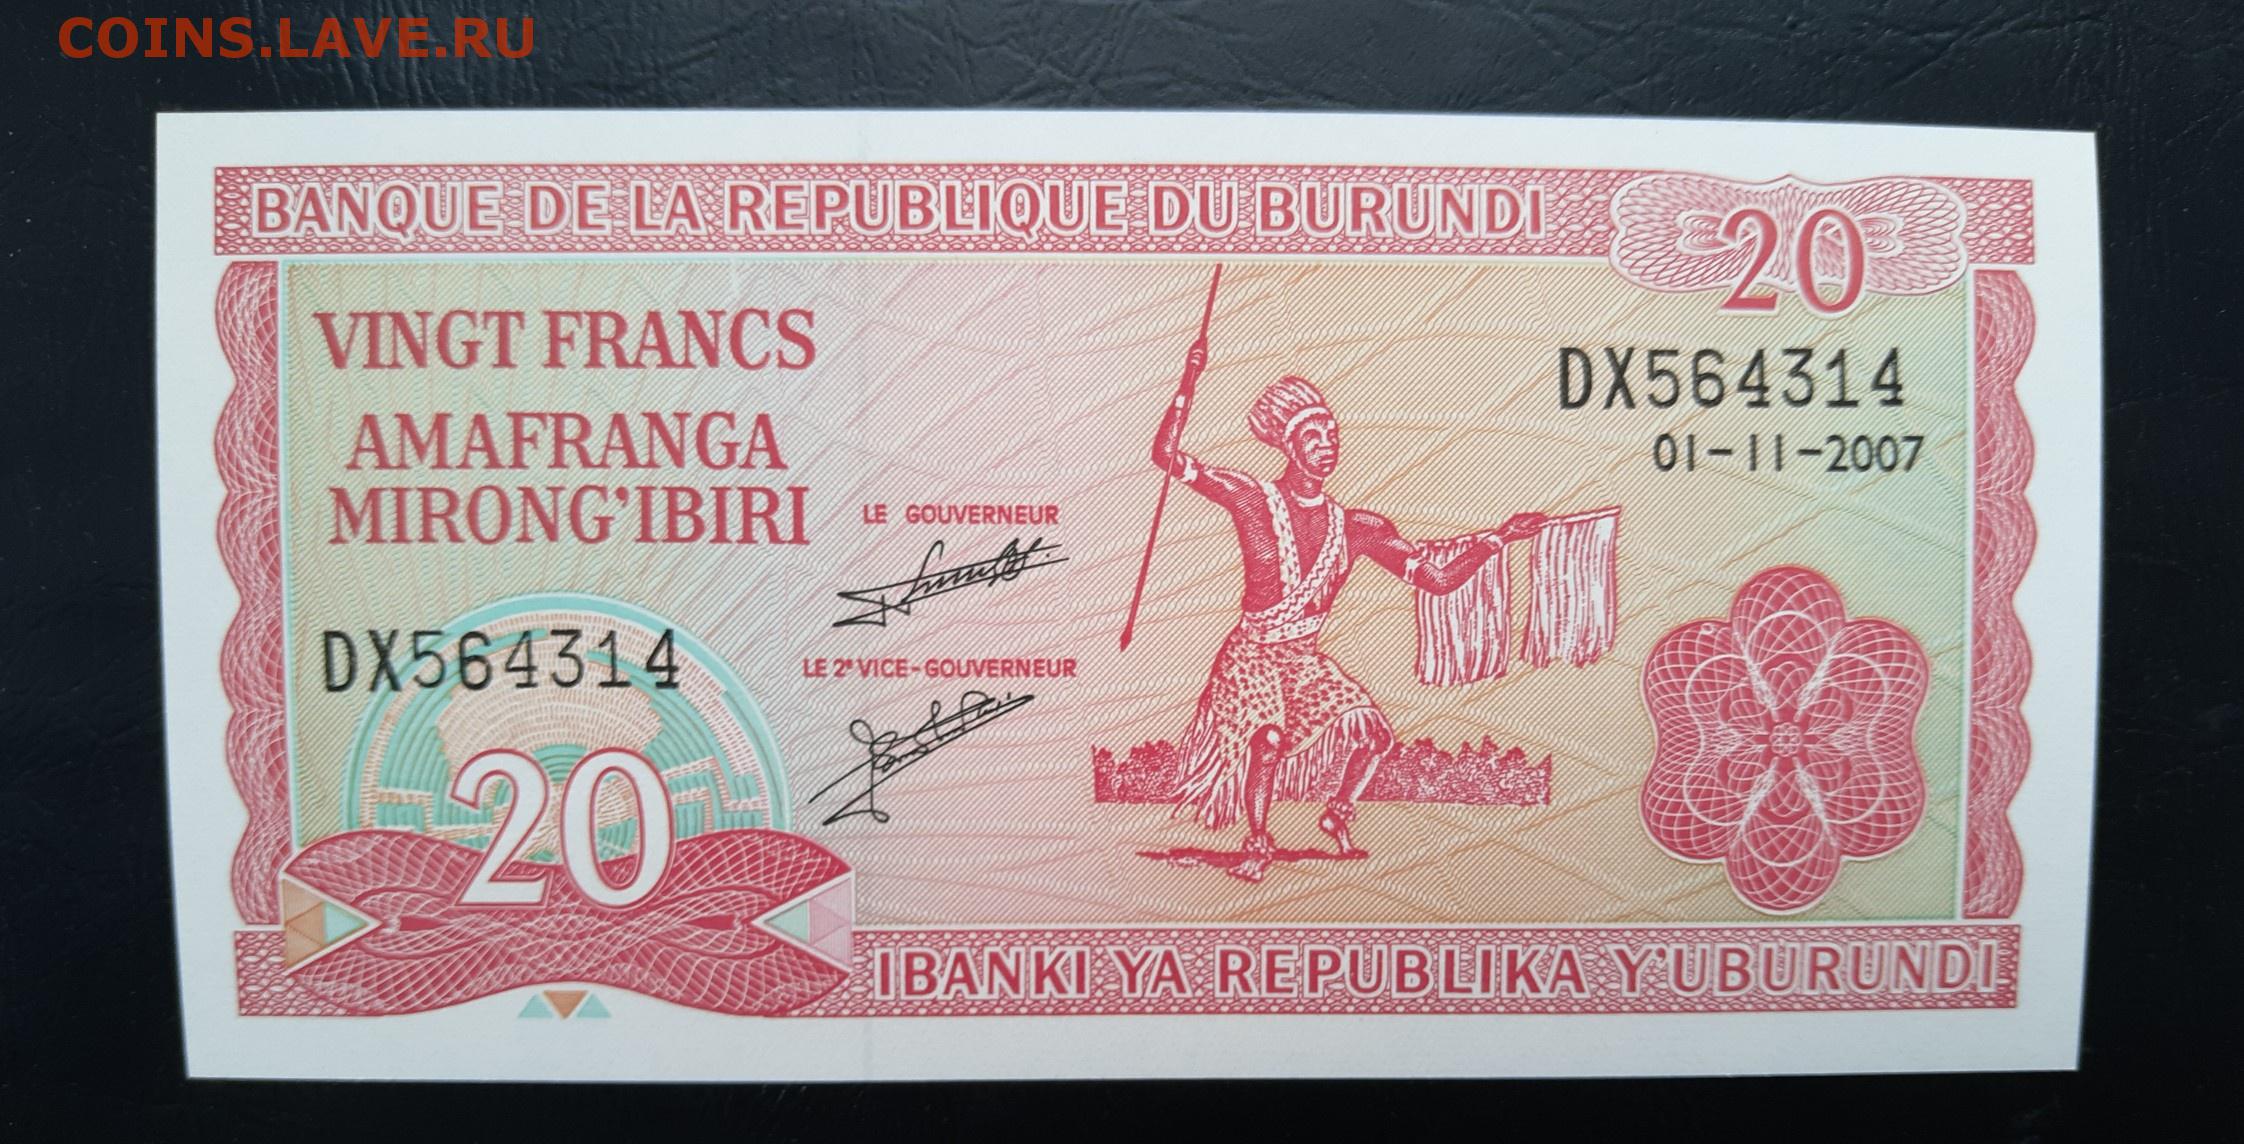 COINS.LAVE.RU
BANQUE DE LA REPUBLIQUE DU BURUNDI
20
VINGT FRANCS
DX564314
01-11-2007
AMAFRANGA
MIRONG'IBIRI
LE GOUVERNEUR
DX564314
LE 2e VICE-GOUVERNEUR
20
IBANKI YA REPUBLIKA Y'UBURUNDI